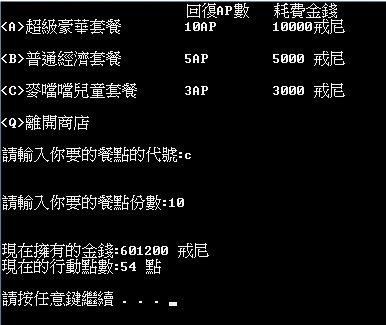 回復AP數 耗費金錢
<A>超級豪華套餐 10AP 10000戒尼
<B>普通經濟套餐 5AP 5000 戒尼
<C>麥噹噹兒童套餐 3AP 3000 戒尼
<Q>離開商店
請輸入你要的餐點的代號:c
請輸入你要的餐點份數:10
現在擁有的金錢:601200 戒尼
現在的行動點數:54 點
請按任意鍵繼續 . . .